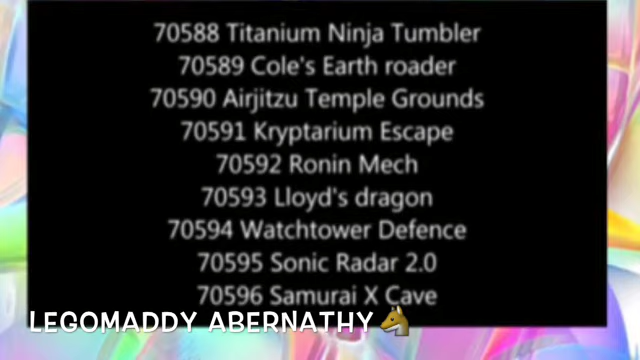 70588 Titanium Ninja Tumbler
70589 Cole's Earth roader
70590 Airjitzu Temple Grounds
70591 Kryptarium Escape
70592 Ronin Mech
70593 Lloyd's dragon
70594 Watchtower Defence
70595 Sonic Radar 2.0
70596 Samurai X Cave
LEGOMADDY ABERNATHY